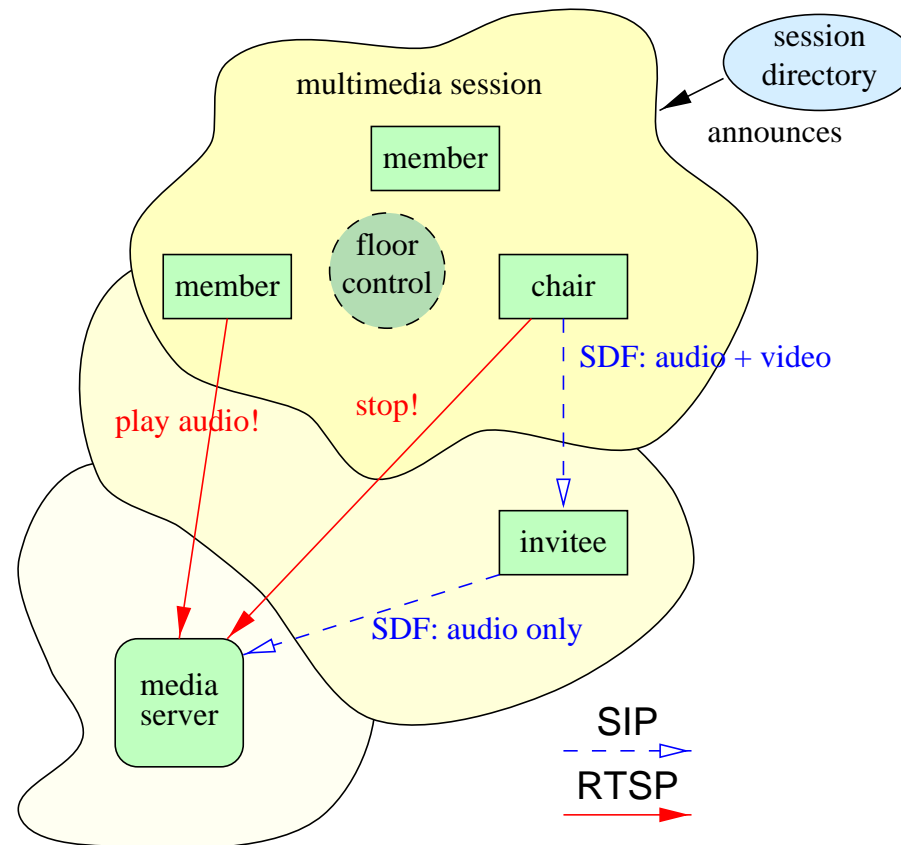 session
directory
multimedia session
announces
member
floor
control
member
chair
SDF: audio + video
play audio!
stop!
invitee
SDF: audio only
media
server
SIP
RTSP